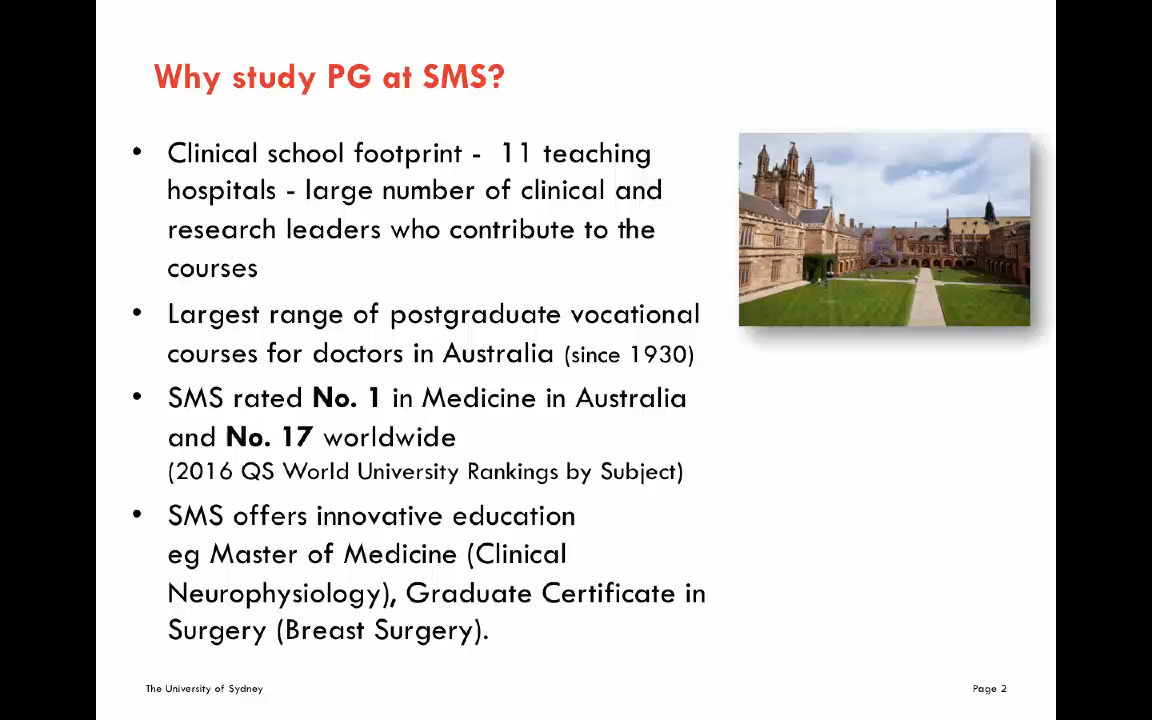 Why study PG at SMS?
• Clinical school footprint -  11 teaching
hospitals - large number of clinical and
research leaders who contribute to the
courses
• Largest range of postgraduate vocational
courses for doctors in Australia (since 1930)
• SMS rated No. 1 in Medicine in Australia
and No. 17 worldwide
(2016 QS World University Rankings by Subject)
• SMS offers innovative education
eg Master of Medicine (Clinical
Neurophysiology), Graduate Certificate in
Surgery (Breast Surgery).
The University of Sydney
Page 2